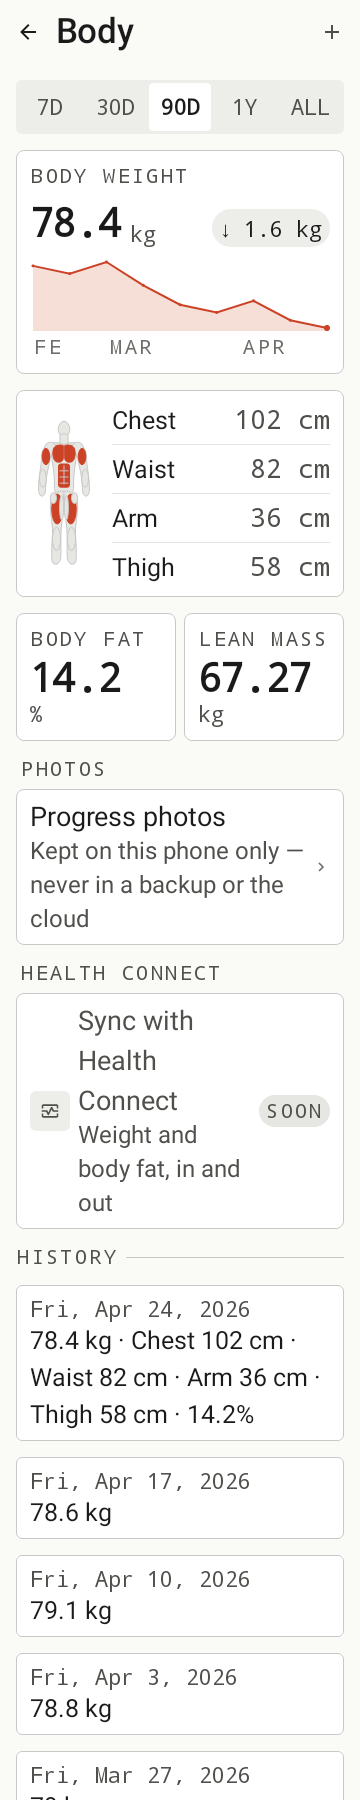 Body
7D 30D 90D 1Y ALL
BODY WEIGHT
78.4 kg ↓ 1.6 kg
FE MAR APR
Chest 102 cm
Waist 82 cm
Arm 36 cm
Thigh 58 cm
BODY FAT
14.2
%
LEAN MASS
67.27
kg
PHOTOS
Progress photos
Kept on this phone only —
never in a backup or the
cloud
HEALTH CONNECT
Sync with
Health
Connect
Weight and
body fat, in and
out
SOON
HISTORY
Fri, Apr 24, 2026
78.4 kg · Chest 102 cm ·
Waist 82 cm · Arm 36 cm ·
Thigh 58 cm · 14.2%
Fri, Apr 17, 2026
78.6 kg
Fri, Apr 10, 2026
79.1 kg
Fri, Apr 3, 2026
78.8 kg
Fri, Mar 27, 2026